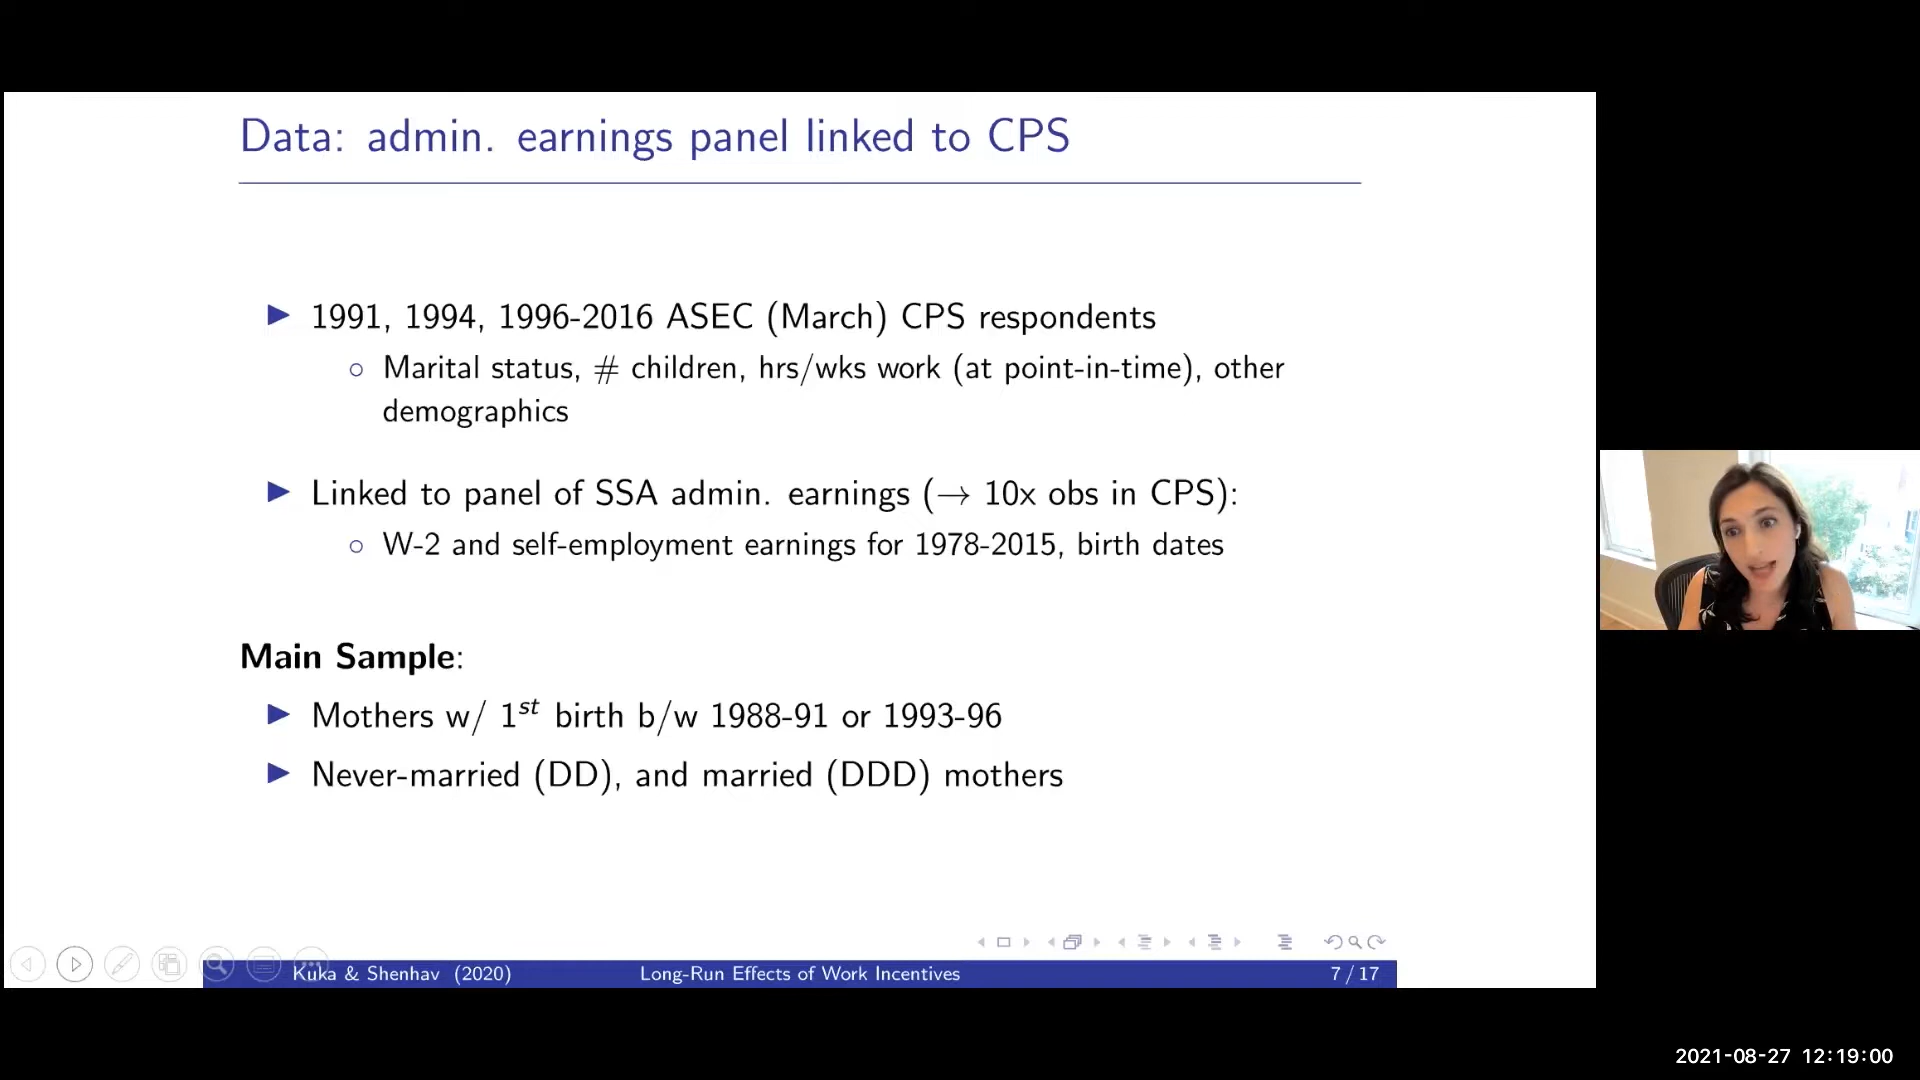 Data: admin. earnings panel linked to CPS
▶ 1991, 1994, 1996-2016 ASEC (March) CPS respondents
○ Marital status, # children, hrs/wks work (at point-in-time), other
demographics
▶ Linked to panel of SSA admin. earnings (→ 10x obs in CPS):
○ W-2 and self-employment earnings for 1978-2015, birth dates
Main Sample:
▶ Mothers w/ 1st birth b/w 1988-91 or 1993-96
▶ Never-married (DD), and married (DDD) mothers
Kuka & Shenhav (2020) Long-Run Effects of Work Incentives 7 / 17
2021-08-27 12:19:00